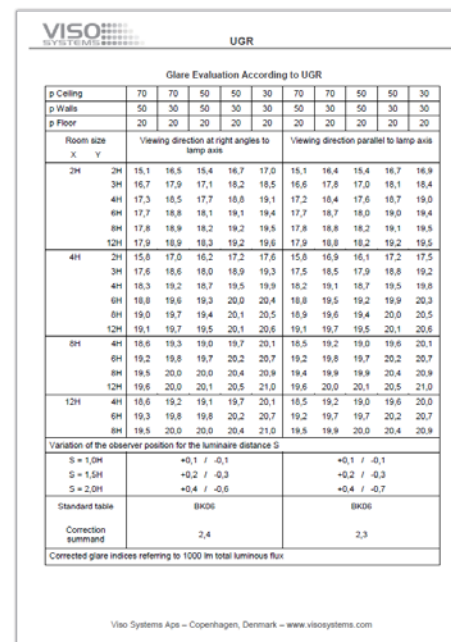 VISO
SYSTEMS
UGR
Glare Evaluation According to UGR
p Ceiling 70 70 50 50 30 70 70 50 50 30
p Walls 50 30 50 30 30 50 30 50 30 30
p Floor 20 20 20 20 20 20 20 20 20 20
Room size Viewing direction at right angles to Viewing direction parallel to lamp axis
X Y lamp axis
2H 2H 15,1 16,5 15,4 16,7 17,0 15,1 16,4 15,4 16,7 16,9
3H 16,7 17,9 17,1 18,2 18,5 16,6 17,8 17,0 18,1 18,4
4H 17,3 18,5 17,7 18,8 19,1 17,2 18,4 17,6 18,7 19,0
6H 17,7 18,8 18,1 19,1 19,4 17,7 18,7 18,0 19,0 19,4
8H 17,8 18,9 18,2 19,2 19,5 17,8 18,8 18,2 19,1 19,5
12H 17,9 18,9 18,3 19,2 19,6 17,9 18,8 18,2 19,2 19,5
4H 2H 15,8 17,0 16,2 17,2 17,6 15,8 16,9 16,1 17,2 17,5
3H 17,6 18,6 18,0 18,9 19,3 17,5 18,5 17,9 18,8 19,2
4H 18,3 19,2 18,7 19,5 19,9 18,2 19,1 18,7 19,5 19,8
6H 18,8 19,6 19,3 20,0 20,4 18,8 19,5 19,2 19,9 20,3
8H 19,0 19,7 19,4 20,1 20,5 18,9 19,6 19,4 20,0 20,5
12H 19,1 19,7 19,5 20,1 20,6 19,1 19,7 19,5 20,1 20,6
8H 4H 18,6 19,3 19,0 19,7 20,1 18,5 19,2 19,0 19,6 20,1
6H 19,2 19,8 19,7 20,2 20,7 19,2 19,8 19,7 20,2 20,7
8H 19,5 20,0 20,0 20,4 20,9 19,4 19,9 19,9 20,4 20,9
12H 19,6 20,0 20,1 20,5 21,0 19,6 20,0 20,1 20,5 21,0
12H 4H 18,6 19,2 19,1 19,7 20,1 18,5 19,2 19,0 19,6 20,0
6H 19,3 19,8 19,8 20,2 20,7 19,2 19,7 19,7 20,2 20,7
8H 19,5 20,0 20,0 20,4 21,0 19,5 19,9 20,0 20,4 20,9
Variation of the observer position for the luminaire distance S
S = 1,0H +0,1 / -0,1 +0,1 / -0,1
S = 1,5H +0,2 / -0,3 +0,2 / -0,3
S = 2,0H +0,4 / -0,6 +0,4 / -0,7
Standard table BK06 BK06
Correction
summand 2,4 2,3
Corrected glare indices referring to 1000 lm total luminous flux
Viso Systems Aps – Copenhagen, Denmark – www.visosystems.com